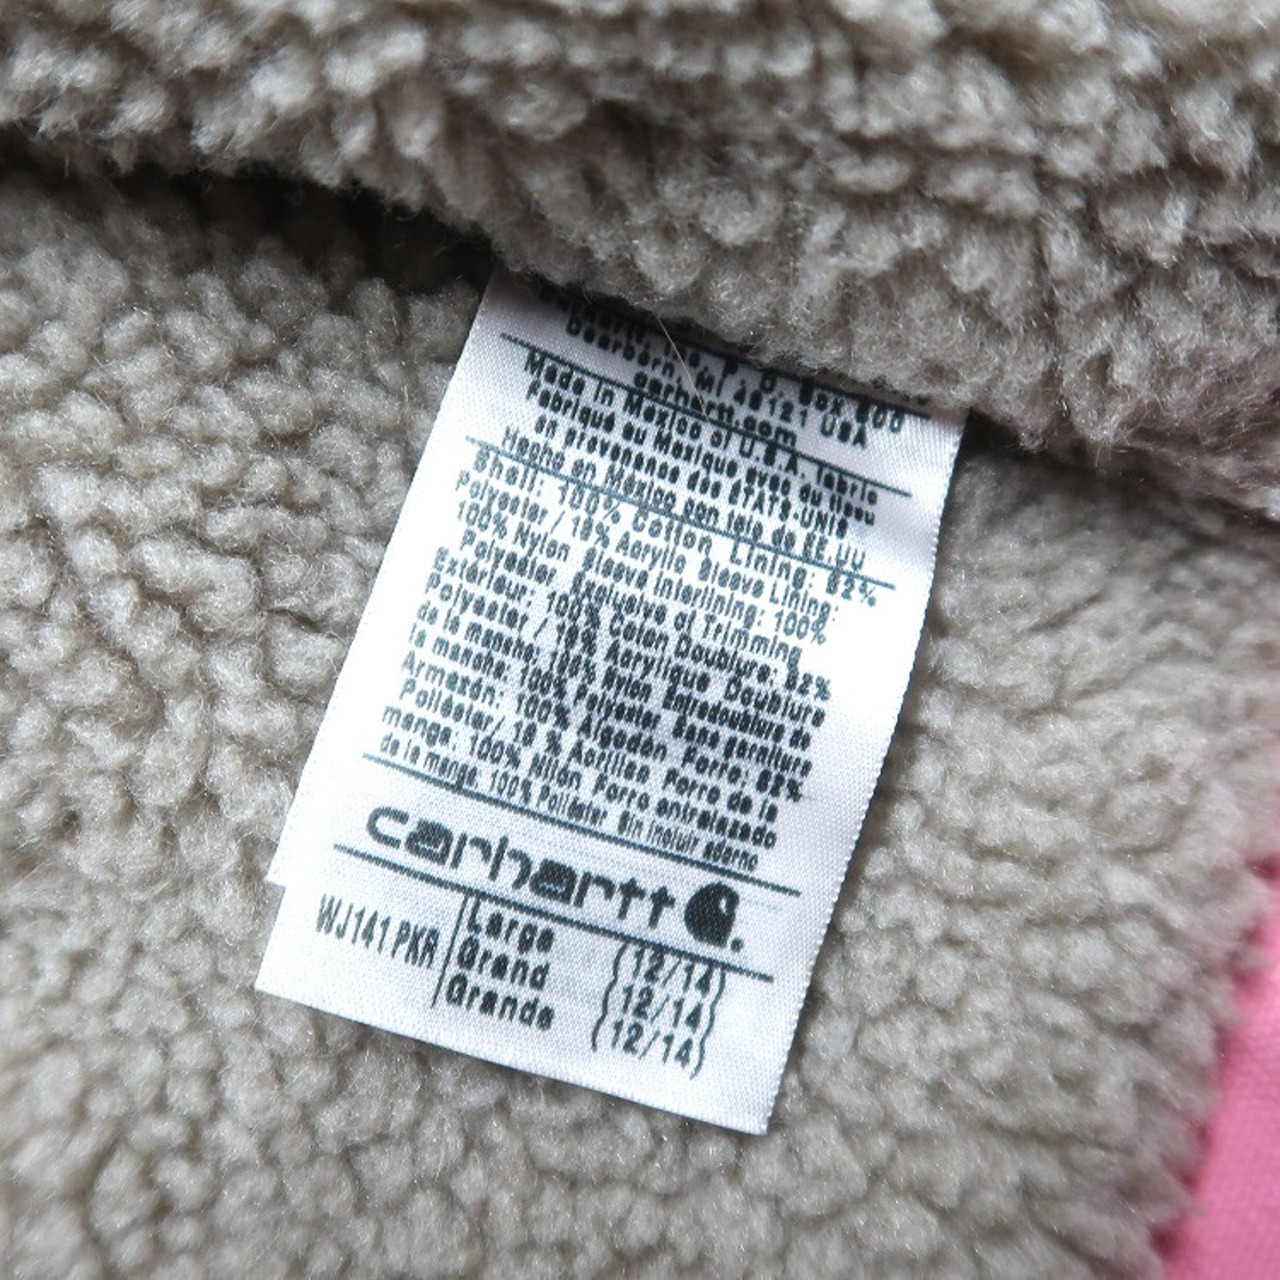 P.O. Box 600
Dearborn, MI 48121 USA
carhartt.com
Made in Mexico of U.S.A. fabric
Fabriqué au Mexique avec du tissu
en provenance des ÉTATS-UNIS
Hecho en México con tela de EE.UU
Shell: 100% Cotton Lining: 82%
Polyester / 18% Acrylic Sleeve Lining:
100% Nylon Sleeve Interlining: 100%
Polyester Exclusive of Trimming
Extérieur: 100% Coton Doublure: 82%
Polyester / 18% Acrylique Doublure
de la manche: 100% Nylon Entredoublure de
la manche: 100% Polyester Sans garniture
Armazón: 100% Algodón Forro: 82%
Poliéster/ 18 % Acrílico Forro de la
manga: 100% Nilon Forro entrelazado
de la manga: 100% Poliéster Sin incluir adorno
carhartt
WJ141 PKR Large (12/14)
Grand (12/14)
Grande (12/14)